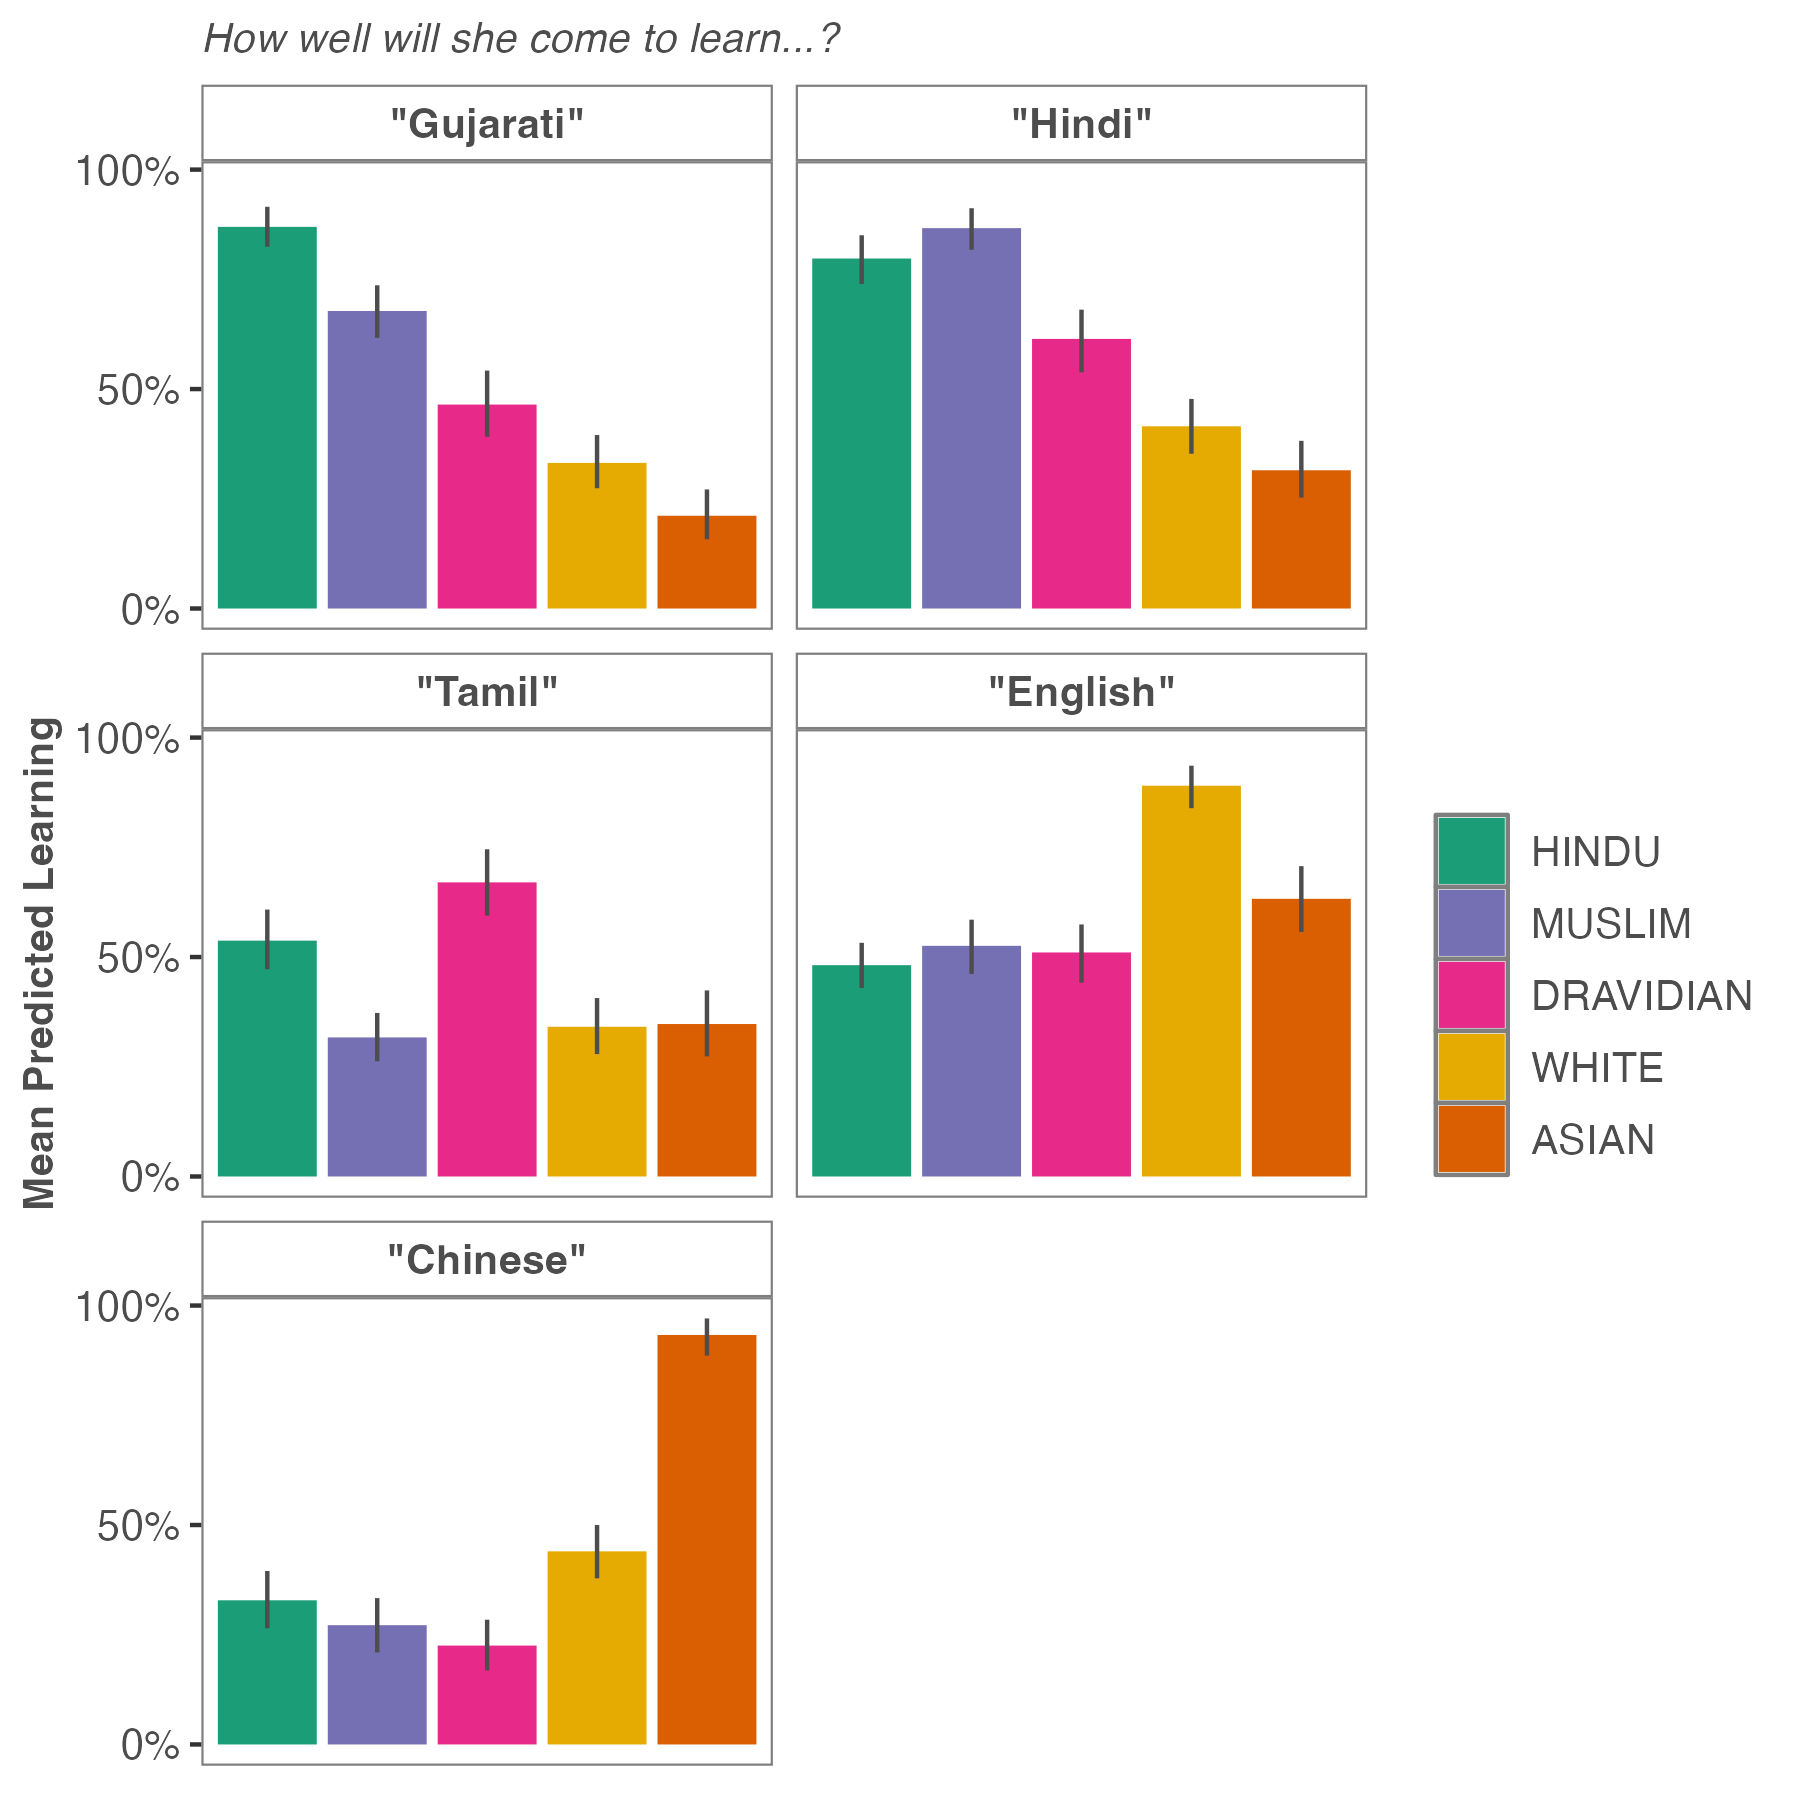 How well will she come to learn...?
"Gujarati"
"Hindi"
100%
50%
0%
"Tamil"
"English"
100%
50%
0%
"Chinese"
100%
50%
0%
Mean Predicted Learning
HINDU
MUSLIM
DRAVIDIAN
WHITE
ASIAN